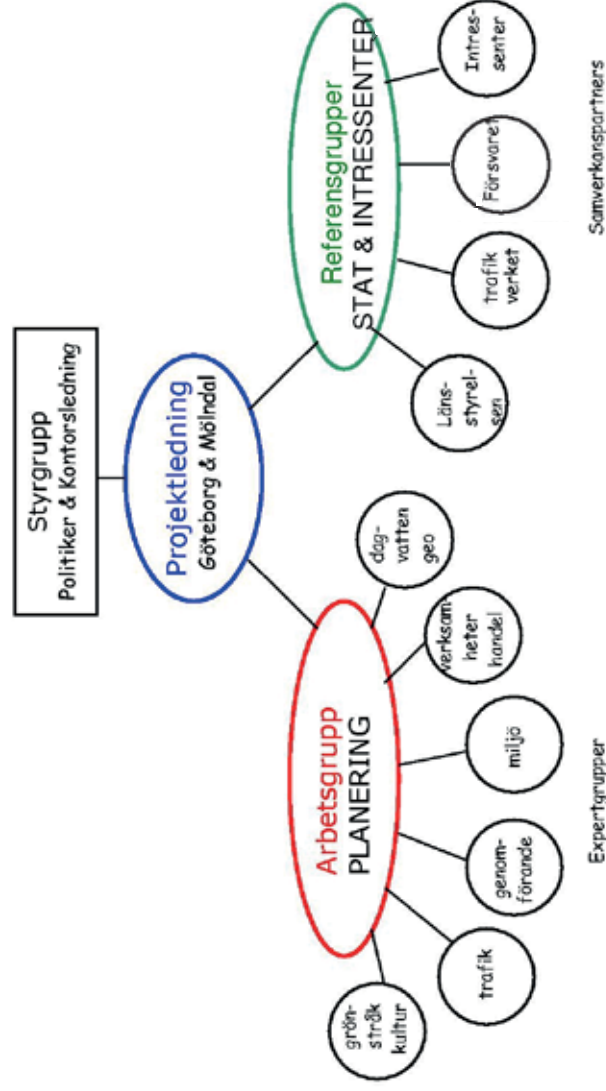 Styrgrupp
Politiker & Kontorsledning
Projektledning
Göteborg & Mölndal
Arbetsgrupp
PLANERING
Referensgrupper
STAT & INTRESSENTER
grön-
stråk
kultur
trafik
genom-
förande
miljö
verksam
heter
handel
dag-
vatten
geo
Läns-
styrel-
sen
trafik
verket
Försvaret
Intres-
senter
Expertgrupper
Samverkanspartners